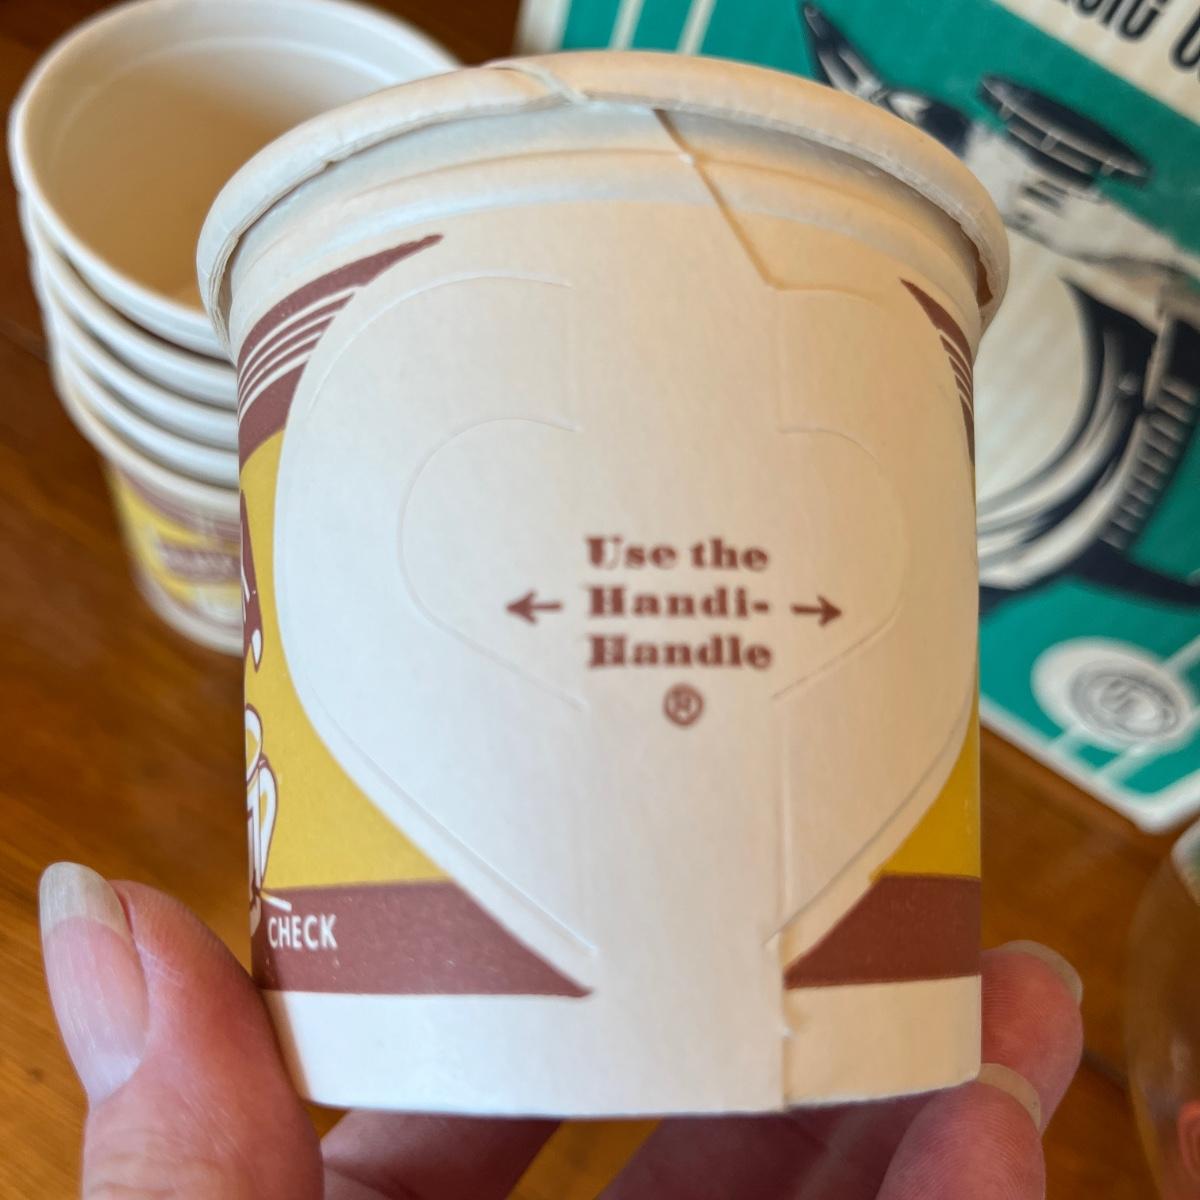 Use the
← Handi- →
Handle
®
CHECK